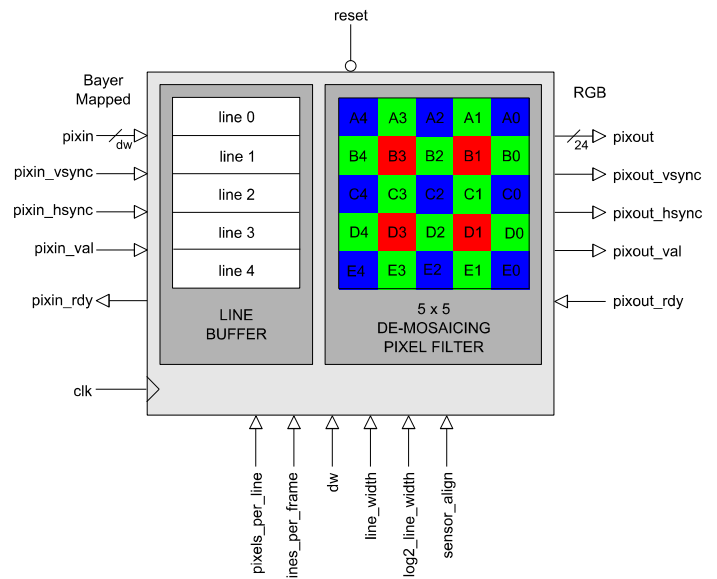 reset
Bayer
Mapped
RGB
pixin
dw
pixin_vsync
pixin_hsync
pixin_val
pixin_rdy
clk
line 0
line 1
line 2
line 3
line 4
LINE
BUFFER
A4 A3 A2 A1 A0
B4 B3 B2 B1 B0
C4 C3 C2 C1 C0
D4 D3 D2 D1 D0
E4 E3 E2 E1 E0
5 x 5
DE-MOSAICING
PIXEL FILTER
24
pixout
pixout_vsync
pixout_hsync
pixout_val
pixout_rdy
pixels_per_line
ines_per_frame
dw
line_width
log2_line_width
sensor_align